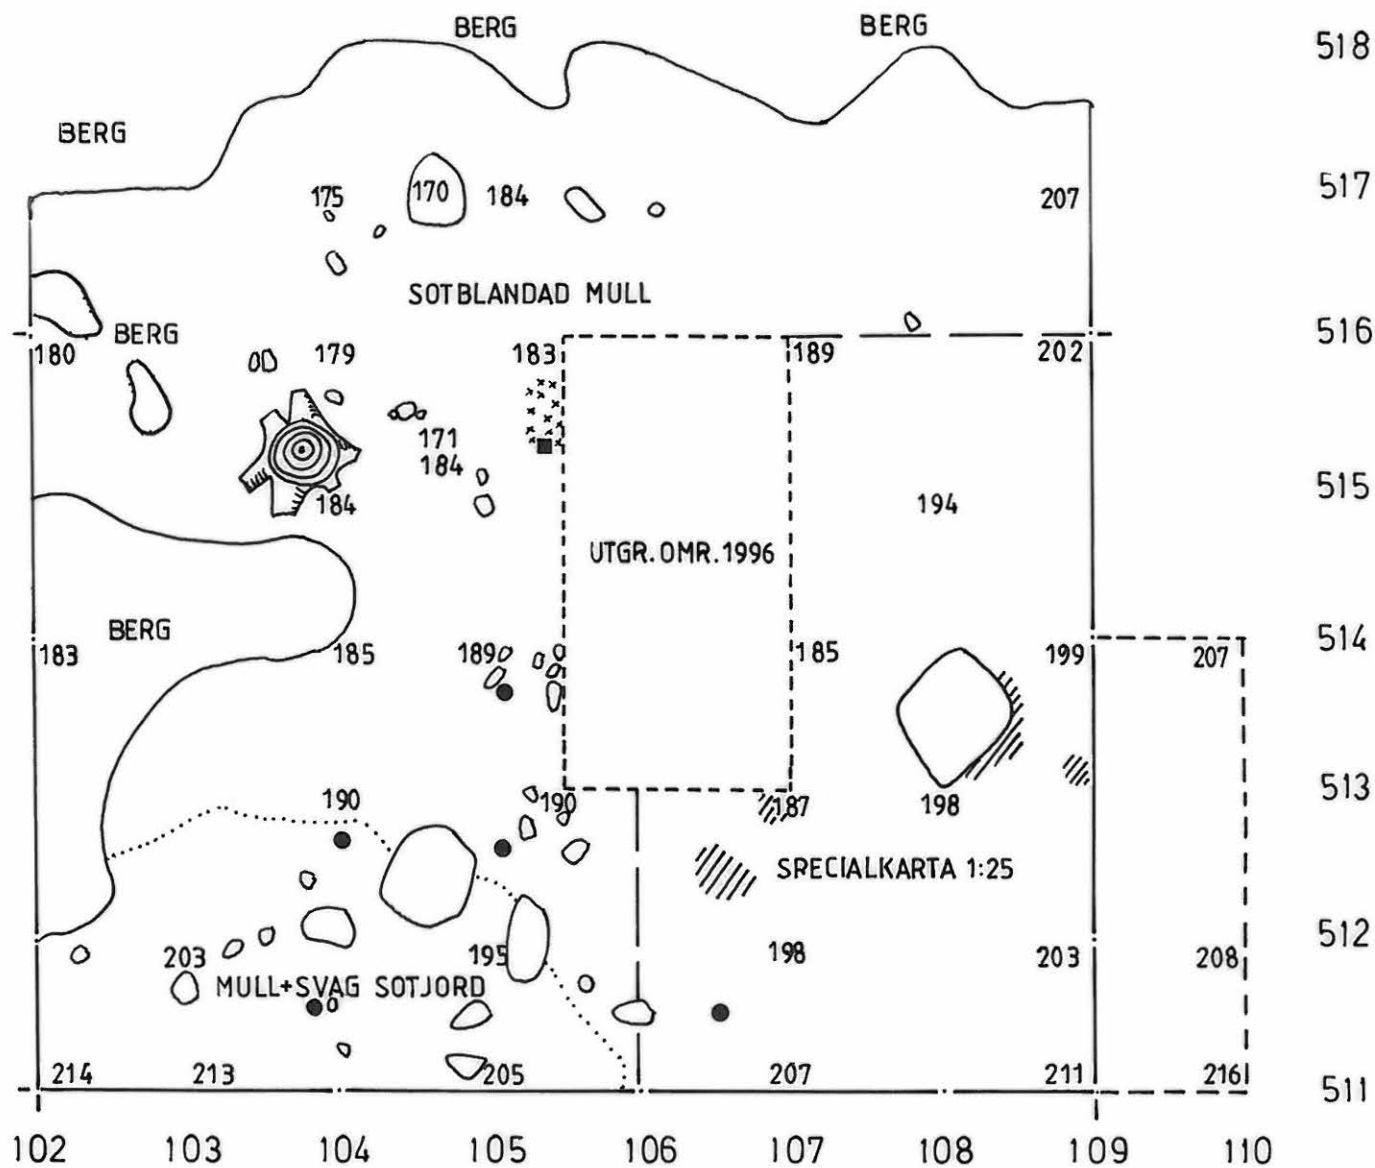 BERG BERG 518
BERG
175 170 184 207 517
SOTBLANDAD MULL
BERG 516
180 179 183 189 202
171
184 515
184 194
UTGR. OMR. 1996
BERG 514
183 185 189 185 199 207
513
190 190 187 198
SPECIALKARTA 1:25
512
203 195 198 203 208
MULL+SVAG SOTJORD
214 213 205 207 211 216 511
102 103 104 105 106 107 108 109 110